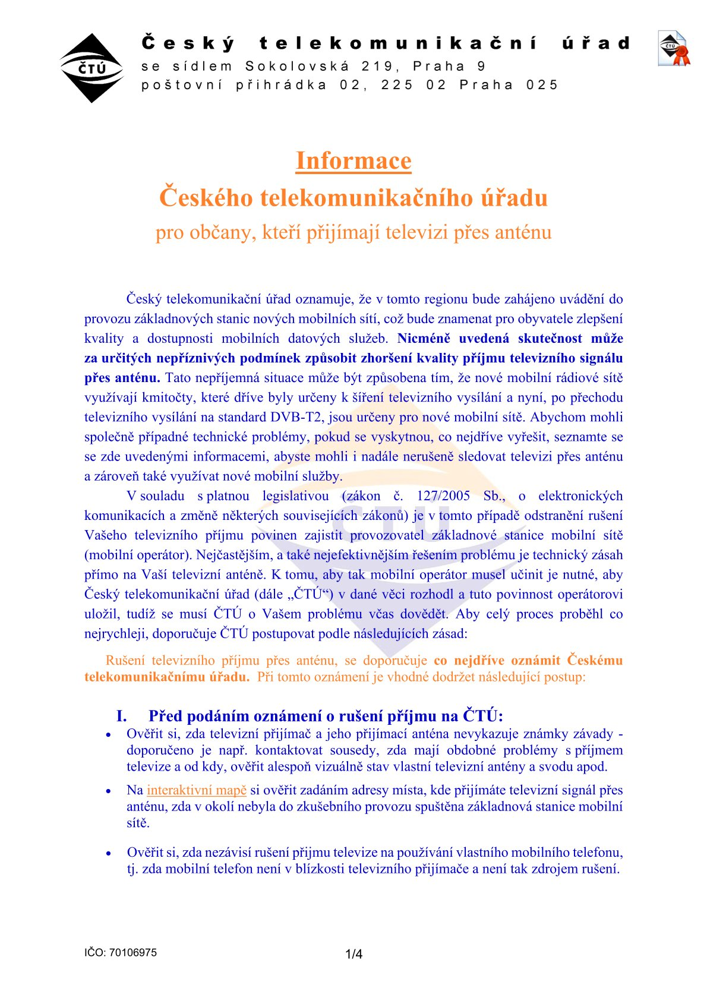 ČTÚ
Český telekomunikační úřad
se sídlem Sokolovská 219, Praha 9
poštovní přihrádka 02, 225 02 Praha 025
ČTÚ
Informace
Českého telekomunikačního úřadu
pro občany, kteří přijímají televizi přes anténu
Český telekomunikační úřad oznamuje, že v tomto regionu bude zahájeno uvádění do
provozu základnových stanic nových mobilních sítí, což bude znamenat pro obyvatele zlepšení
kvality a dostupnosti mobilních datových služeb. Nicméně uvedená skutečnost může
za určitých nepříznivých podmínek způsobit zhoršení kvality příjmu televizního signálu
přes anténu. Tato nepříjemná situace může být způsobena tím, že nové mobilní rádiové sítě
využívají kmitočty, které dříve byly určeny k šíření televizního vysílání a nyní, po přechodu
televizního vysílání na standard DVB-T2, jsou určeny pro nové mobilní sítě. Abychom mohli
společně případné technické problémy, pokud se vyskytnou, co nejdříve vyřešit, seznamte se
se zde uvedenými informacemi, abyste mohli i nadále nerušeně sledovat televizi přes anténu
a zároveň také využívat nové mobilní služby.
V souladu s platnou legislativou (zákon č. 127/2005 Sb., o elektronických
komunikacích a změně některých souvisejících zákonů) je v tomto případě odstranění rušení
Vašeho televizního příjmu povinen zajistit provozovatel základnové stanice mobilní sítě
(mobilní operátor). Nejčastějším, a také nejefektivnějším řešením problému je technický zásah
přímo na Vaší televizní anténě. K tomu, aby tak mobilní operátor musel učinit je nutné, aby
Český telekomunikační úřad (dále „ČTÚ“) v dané věci rozhodl a tuto povinnost operátorovi
uložil, tudíž se musí ČTÚ o Vašem problému včas dovědět. Aby celý proces proběhl co
nejrychleji, doporučuje ČTÚ postupovat podle následujících zásad:
Rušení televizního příjmu přes anténu, se doporučuje co nejdříve oznámit Českému
telekomunikačnímu úřadu. Při tomto oznámení je vhodné dodržet následující postup:
I. Před podáním oznámení o rušení příjmu na ČTÚ:
• Ověřit si, zda televizní přijímač a jeho přijímací anténa nevykazuje známky závady -
doporučeno je např. kontaktovat sousedy, zda mají obdobné problémy s příjmem
televize a od kdy, ověřit alespoň vizuálně stav vlastní televizní antény a svodu apod.
• Na interaktivní mapě si ověřit zadáním adresy místa, kde přijímáte televizní signál přes
anténu, zda v okolí nebyla do zkušebního provozu spuštěna základnová stanice mobilní
sítě.
• Ověřit si, zda nezávisí rušení přijmu televize na používání vlastního mobilního telefonu,
tj. zda mobilní telefon není v blízkosti televizního přijímače a není tak zdrojem rušení.
IČO: 70106975
1/4